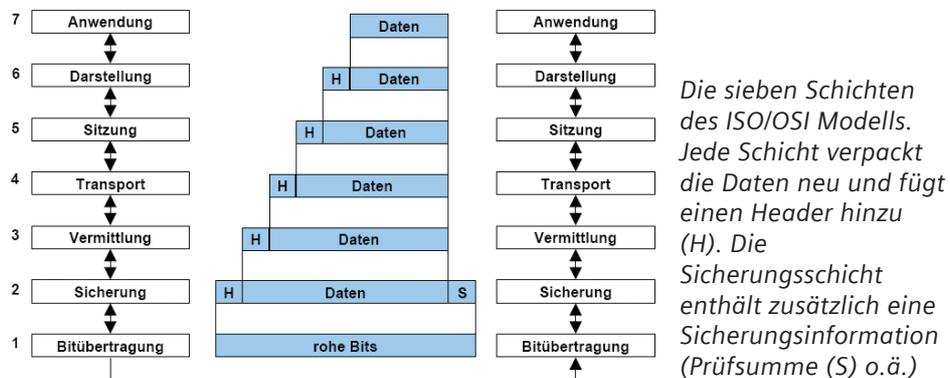 7 Anwendung Daten Anwendung
6 Darstellung H Daten Darstellung
5 Sitzung H Daten Sitzung
4 Transport H Daten Transport
3 Vermittlung H Daten Vermittlung
2 Sicherung H Daten S Sicherung
1 Bitübertragung rohe Bits Bitübertragung
Die sieben Schichten
des ISO/OSI Modells.
Jede Schicht verpackt
die Daten neu und fügt
einen Header hinzu
(H). Die
Sicherungsschicht
enthält zusätzlich eine
Sicherungsinformation
(Prüfsumme (S) o.ä.)